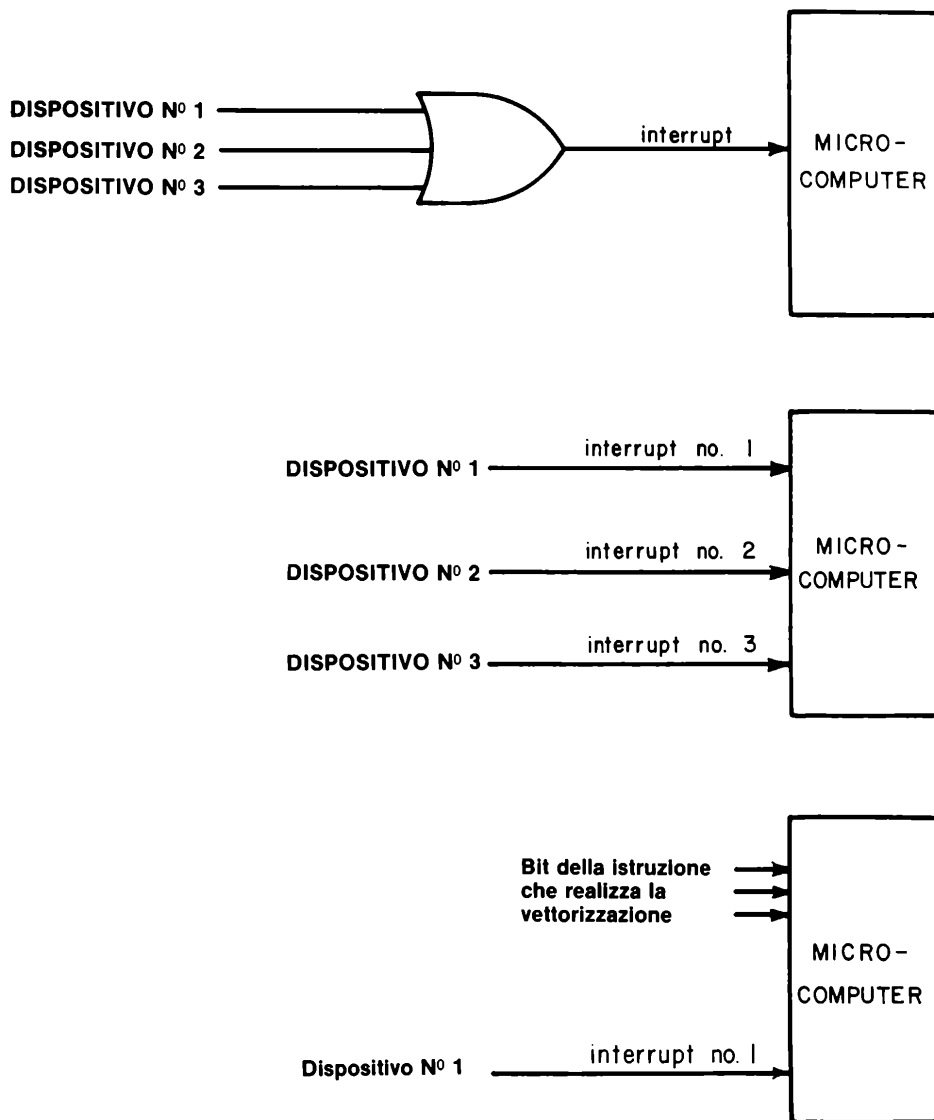 DISPOSITIVO Nº 1
DISPOSITIVO Nº 2
DISPOSITIVO Nº 3
interrupt
MICRO-
COMPUTER
DISPOSITIVO Nº 1
interrupt no. 1
DISPOSITIVO Nº 2
interrupt no. 2
DISPOSITIVO Nº 3
interrupt no. 3
MICRO-
COMPUTER
Bit della istruzione
che realizza la
vettorizzazione
MICRO-
COMPUTER
Dispositivo Nº 1
interrupt no. 1